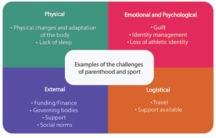 Physical
• Physical changes and adaptation
of the body
• Lack of sleep
Emotional and Psychological
• Guilt
• Identity management
• Loss of athletic identity
Examples of the challenges
of parenthood and sport
External
• Funding/Finance
• Governing bodies
• Support
• Social norms
Logistical
• Travel
• Support available